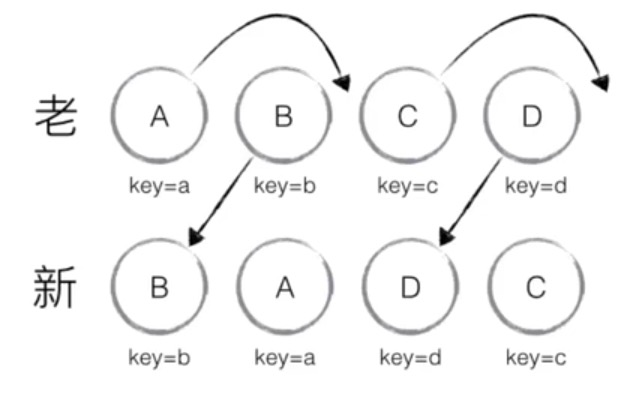 老 A B C D
key=a key=b key=c key=d
新 B A D C
key=b key=a key=d key=c